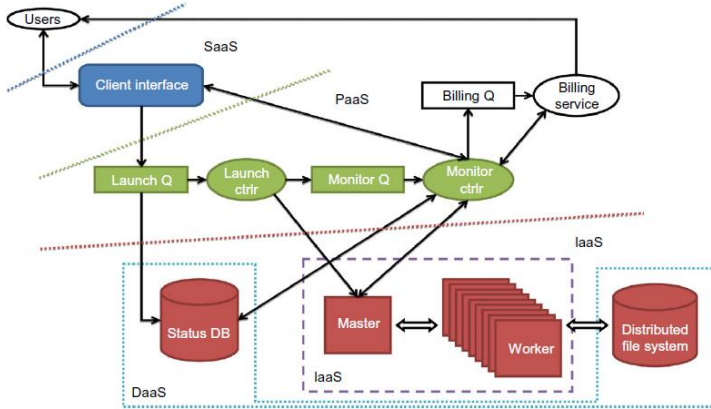 Users
SaaS
Client interface
PaaS
Billing Q
Billing
service
Launch Q
Launch
ctrlr
Monitor Q
Monitor
ctrlr
IaaS
Status DB
Master
Worker
Distributed
file system
DaaS
IaaS